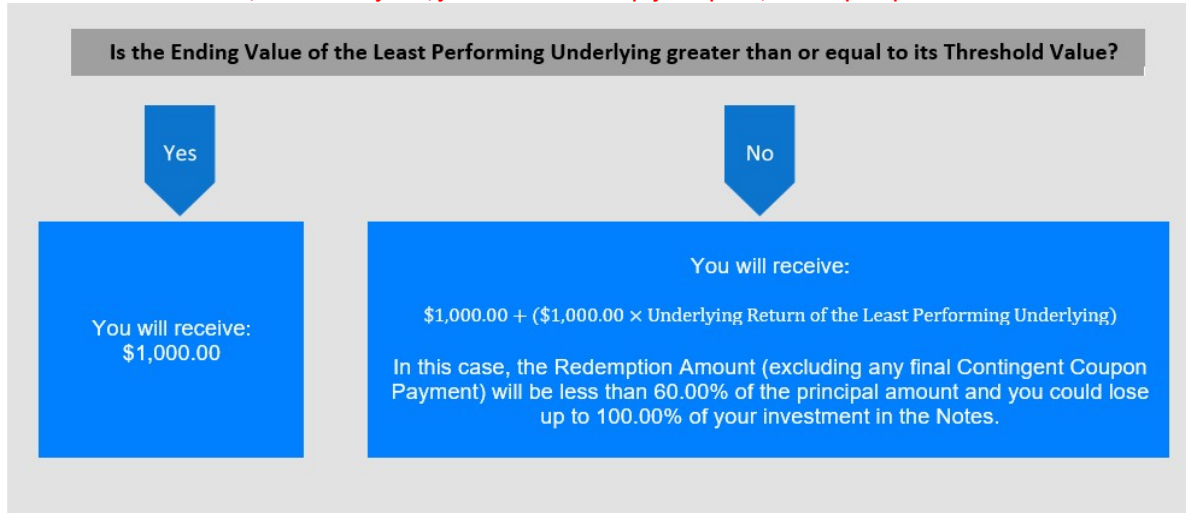 Is the Ending Value of the Least Performing Underlying greater than or equal to its Threshold Value?
Yes
No
You will receive:
$1,000.00
You will receive:
$1,000.00 + ($1,000.00 × Underlying Return of the Least Performing Underlying)
In this case, the Redemption Amount (excluding any final Contingent Coupon
Payment) will be less than 60.00% of the principal amount and you could lose
up to 100.00% of your investment in the Notes.